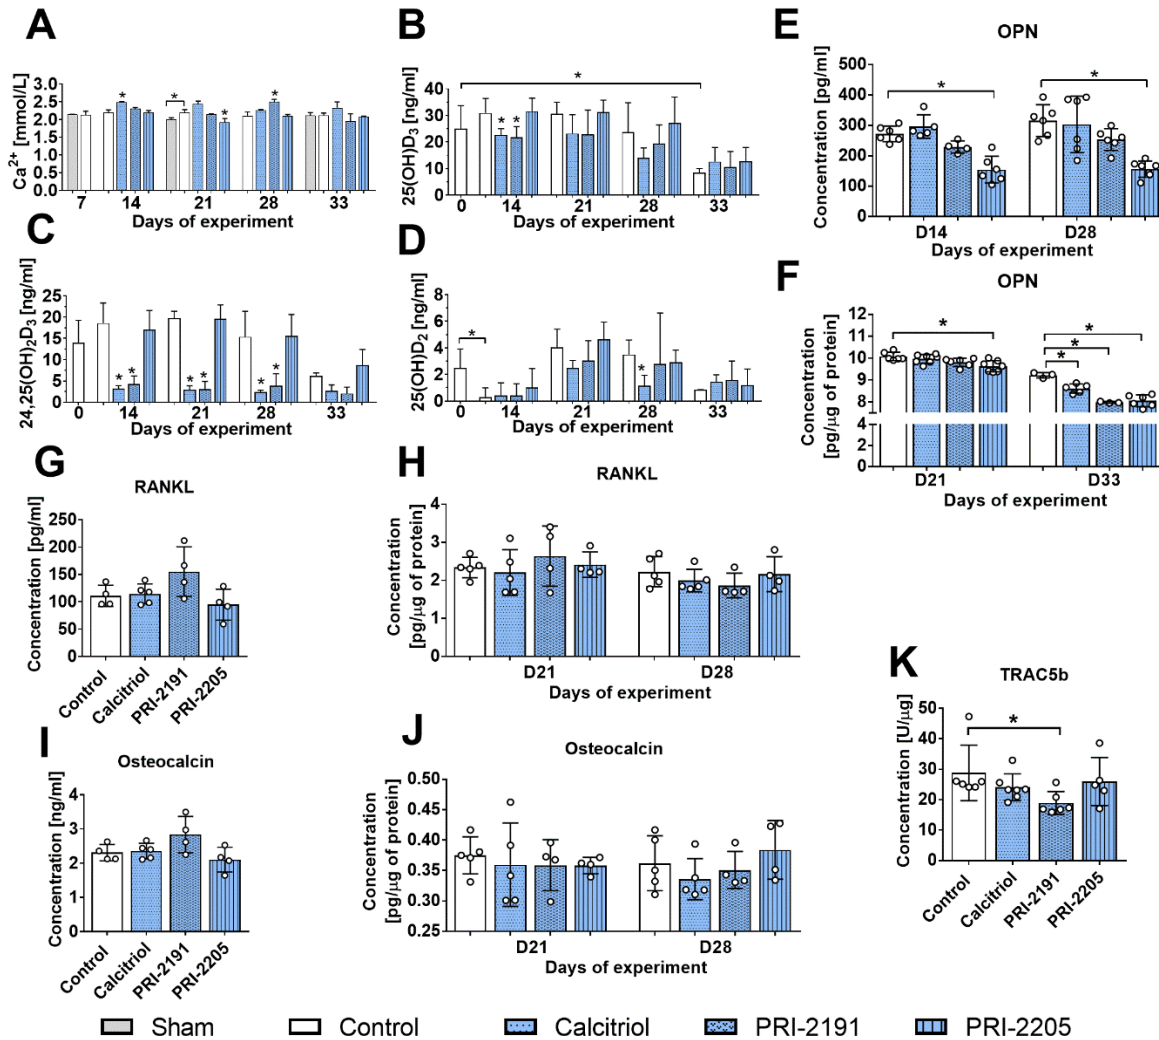 A
Ca²⁺ [mmol/L]
3.0
2.5
2.0
1.5
1.0
0.5
0.0
* * * *
7 14 21 28 33
Days of experiment
B
25(OH)D₃ [ng/ml]
40
30
20
10
0
*
* *
0 14 21 28 33
Days of experiment
C
24,25(OH)₂D₃ [ng/ml]
25
20
15
10
5
0
* * * * * *
0 14 21 28 33
Days of experiment
D
25(OH)D₂ [ng/ml]
8
6
4
2
0
* *
0 14 21 28 33
Days of experiment
E
OPN
Concentration [pg/ml]
500
400
300
200
100
0
* *
D14 D28
Days of experiment
F
OPN
Concentration
[pg/μg of protein]
12
11
10
9
8
4
2
0
* * * *
D21 D33
Days of experiment
G
RANKL
Concentration [pg/ml]
250
200
150
100
50
0
Control Calcitriol PRI-2191 PRI-2205
H
RANKL
Concentration
[pg/μg of protein]
4
3
2
1
0
D21 D28
Days of experiment
I
Osteocalcin
Concentration [ng/ml]
4
3
2
1
0
Control Calcitriol PRI-2191 PRI-2205
J
Osteocalcin
Concentration
[pg/μg of protein]
0.50
0.45
0.40
0.35
0.30
0.25
D21 D28
Days of experiment
K
TRAC5b
Concentration [U/μg]
50
40
30
20
10
0
*
Control Calcitriol PRI-2191 PRI-2205
Sham Control Calcitriol PRI-2191 PRI-2205